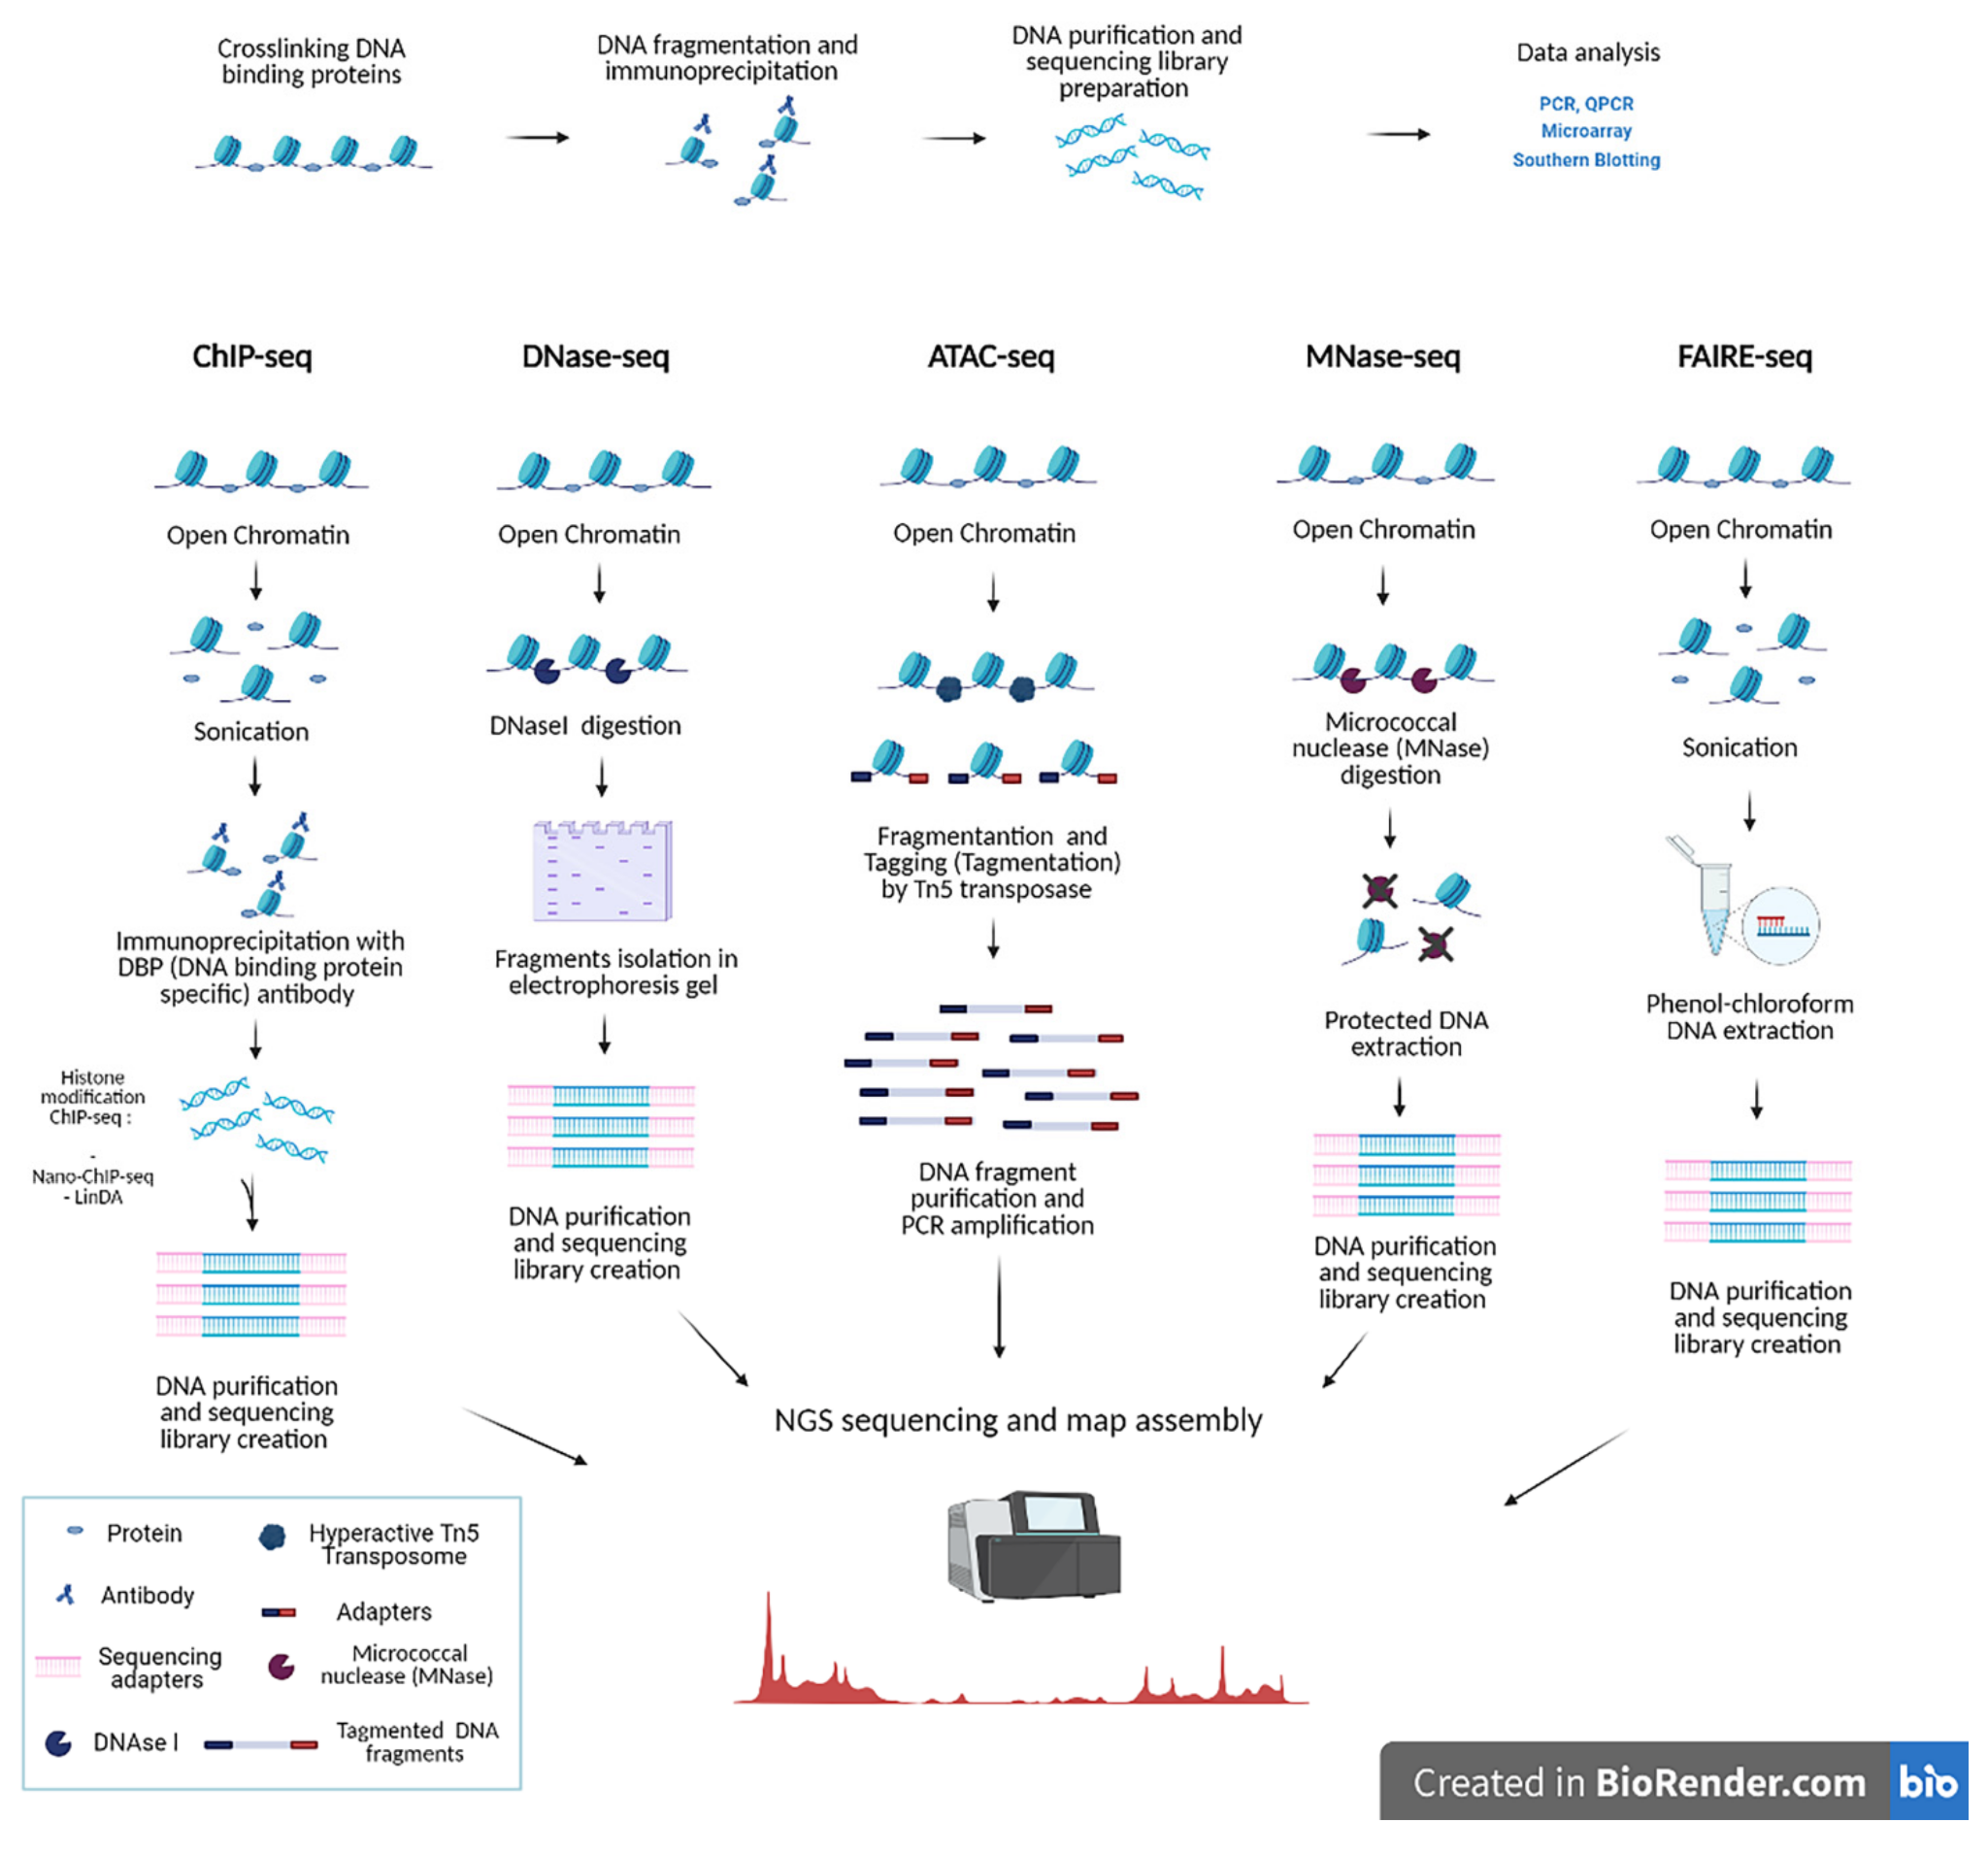 Crosslinking DNA
binding proteins
DNA fragmentation and
immunoprecipitation
DNA purification and
sequencing library
preparation
Data analysis
PCR, QPCR
Microarray
Southern Blotting
ChIP-seq
DNase-seq
ATAC-seq
MNase-seq
FAIRE-seq
Open Chromatin
Sonication
Immunoprecipitation with
DBP (DNA binding protein
specific) antibody
Histone
modification
ChIP-seq :
-
Nano-ChIP-seq
- LinDA
DNA purification
and sequencing
library creation
Open Chromatin
DNaseI digestion
Fragments isolation in
electrophoresis gel
DNA purification
and sequencing
library creation
Open Chromatin
Fragmentantion and
Tagging (Tagmentation)
by Tn5 transposase
DNA fragment
purification and
PCR amplification
Open Chromatin
Micrococcal
nuclease (MNase)
digestion
Protected DNA
extraction
DNA purification
and sequencing
library creation
Open Chromatin
Sonication
Phenol-chloroform
DNA extraction
DNA purification
and sequencing
library creation
NGS sequencing and map assembly
Protein
Hyperactive Tn5
Transposome
Antibody
Adapters
Sequencing
adapters
Micrococcal
nuclease (MNase)
DNAse I
Tagmented DNA
fragments
Created in BioRender.com bio